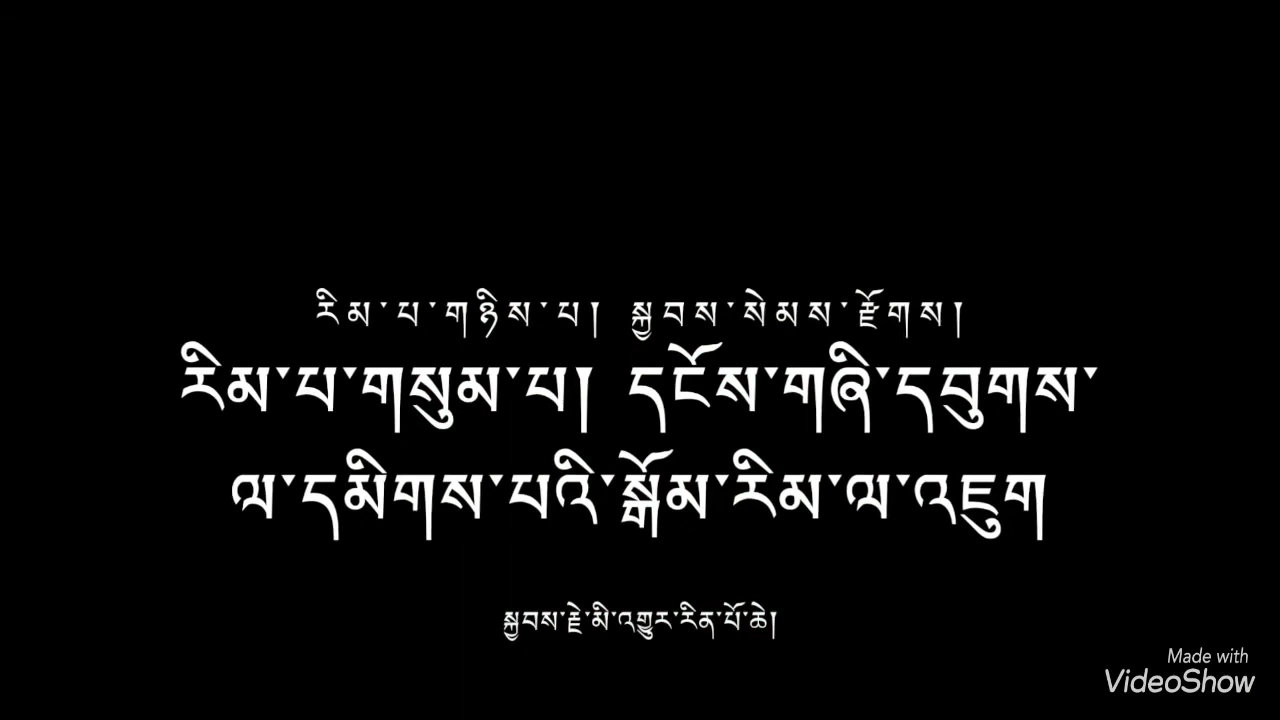 རིམ་པ་གཉིས་པ། སྐྱབས་སེམས་རྫོགས།
རིམ་པ་གསུམ་པ། དངོས་གཞི་དབུགས་
ལ་དམིགས་པའི་སྒོམ་རིམ་ལ་འཇུག
སྐྱབས་རྗེ་མི་འགྱུར་རིན་པོ་ཆེ།
Made with
VideoShow